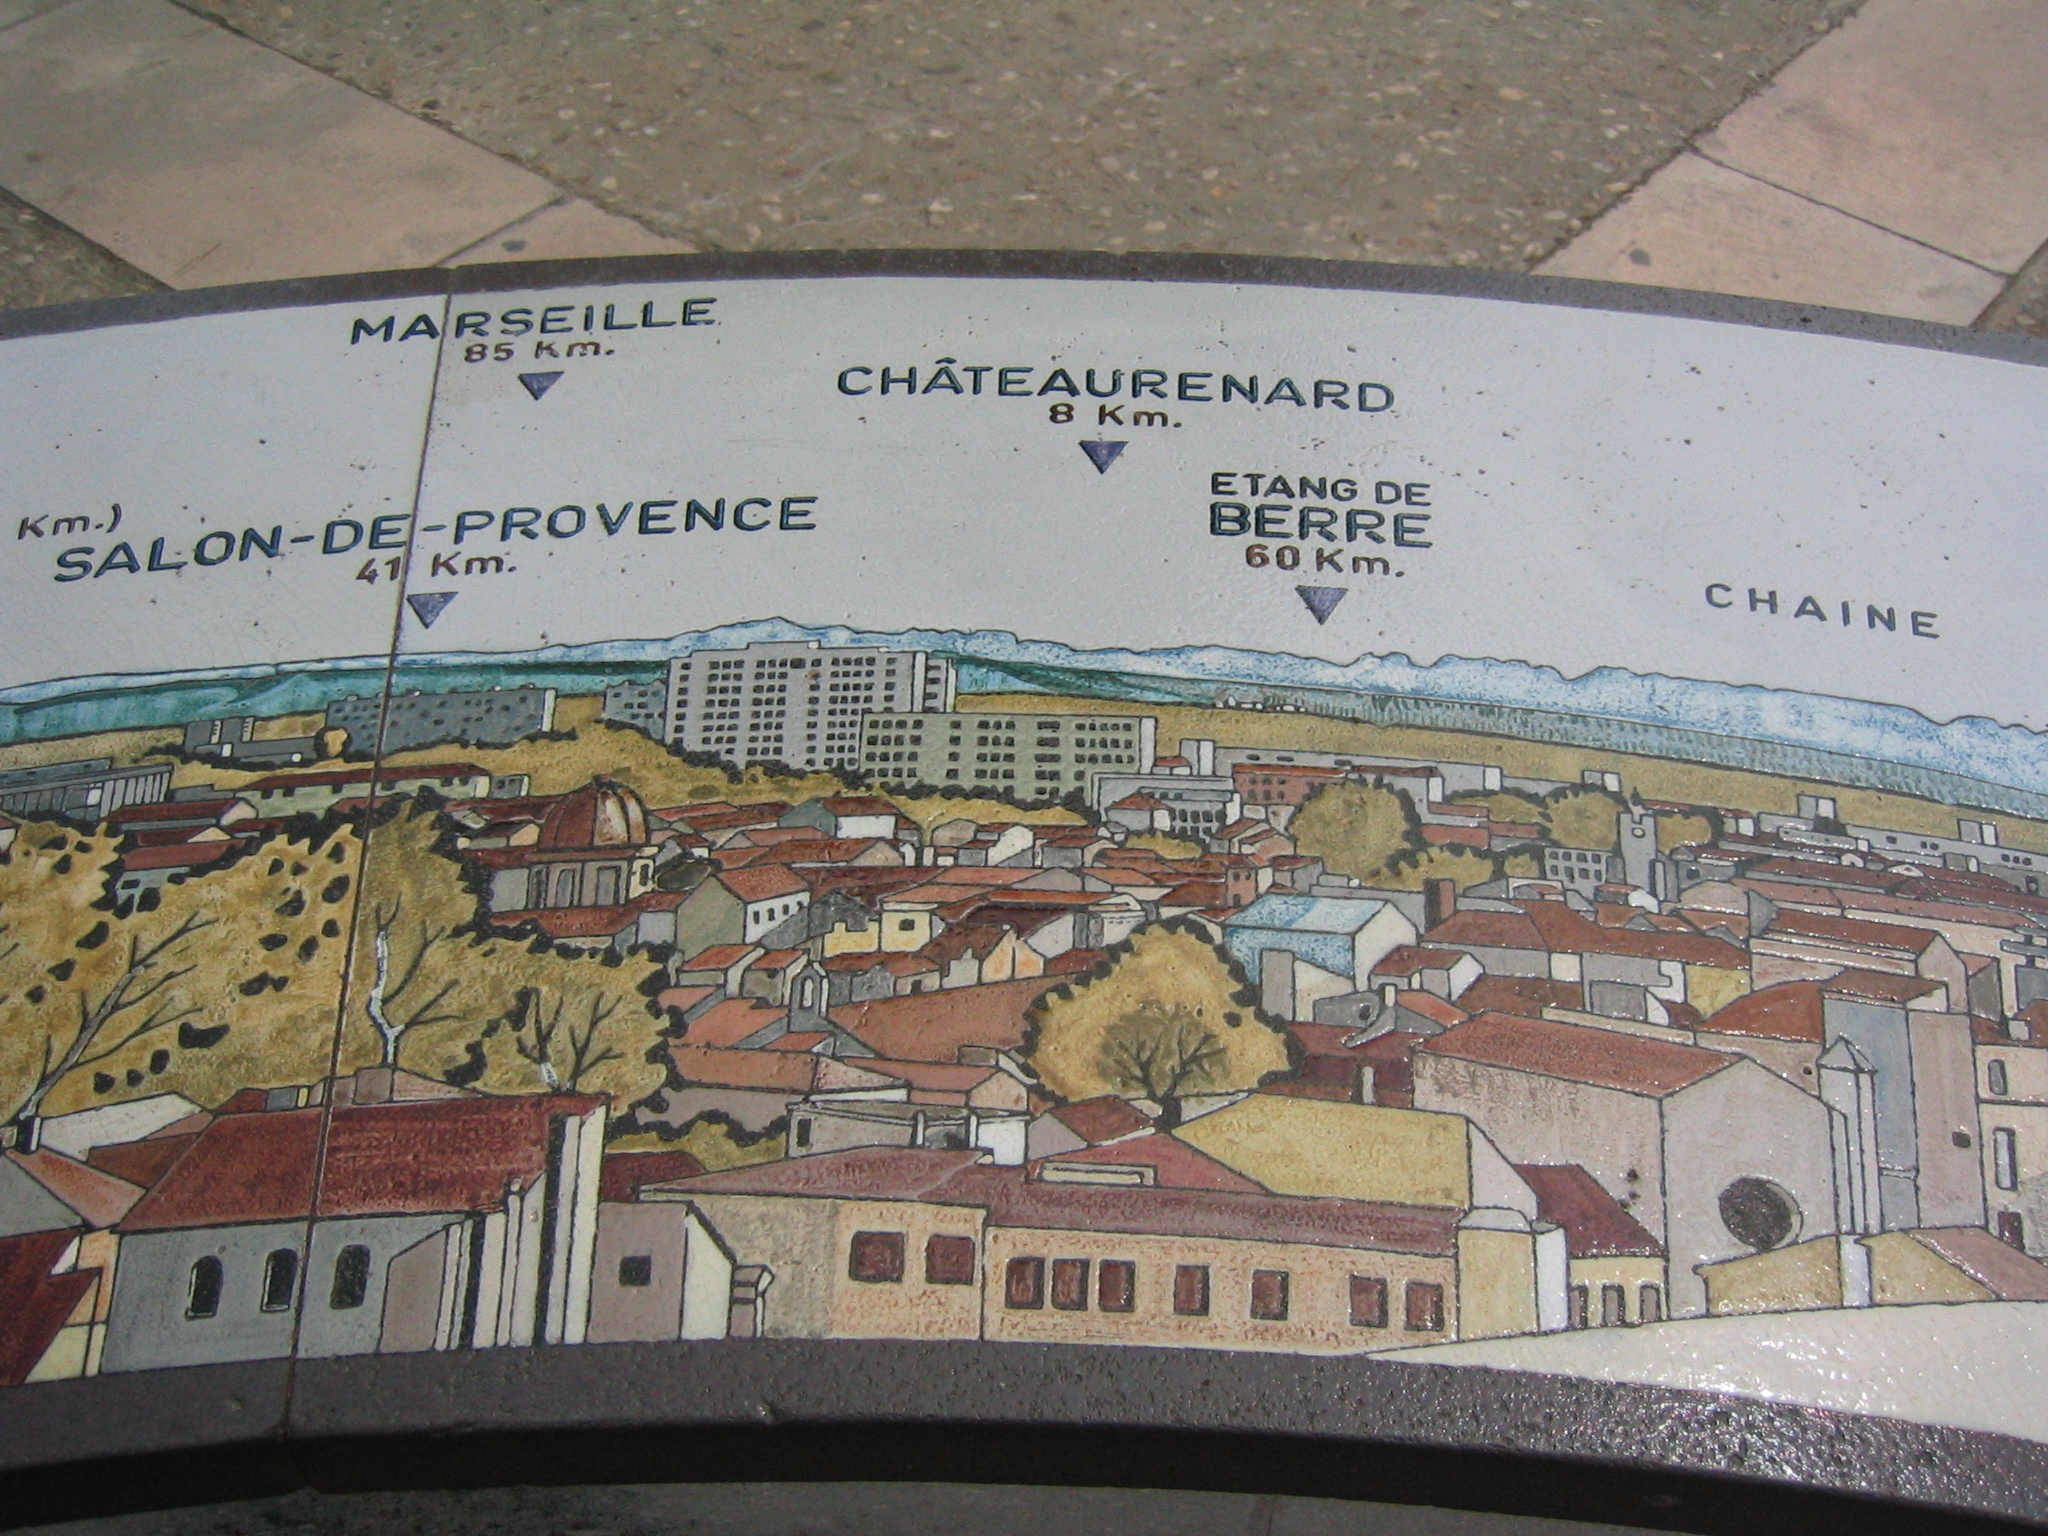 MARSEILLE
85 Km.
CHÂTEAURENARD
8 Km.
ETANG DE
BERRE
60 Km.
Km.)
SALON-DE-PROVENCE
41 Km.
CHAINE